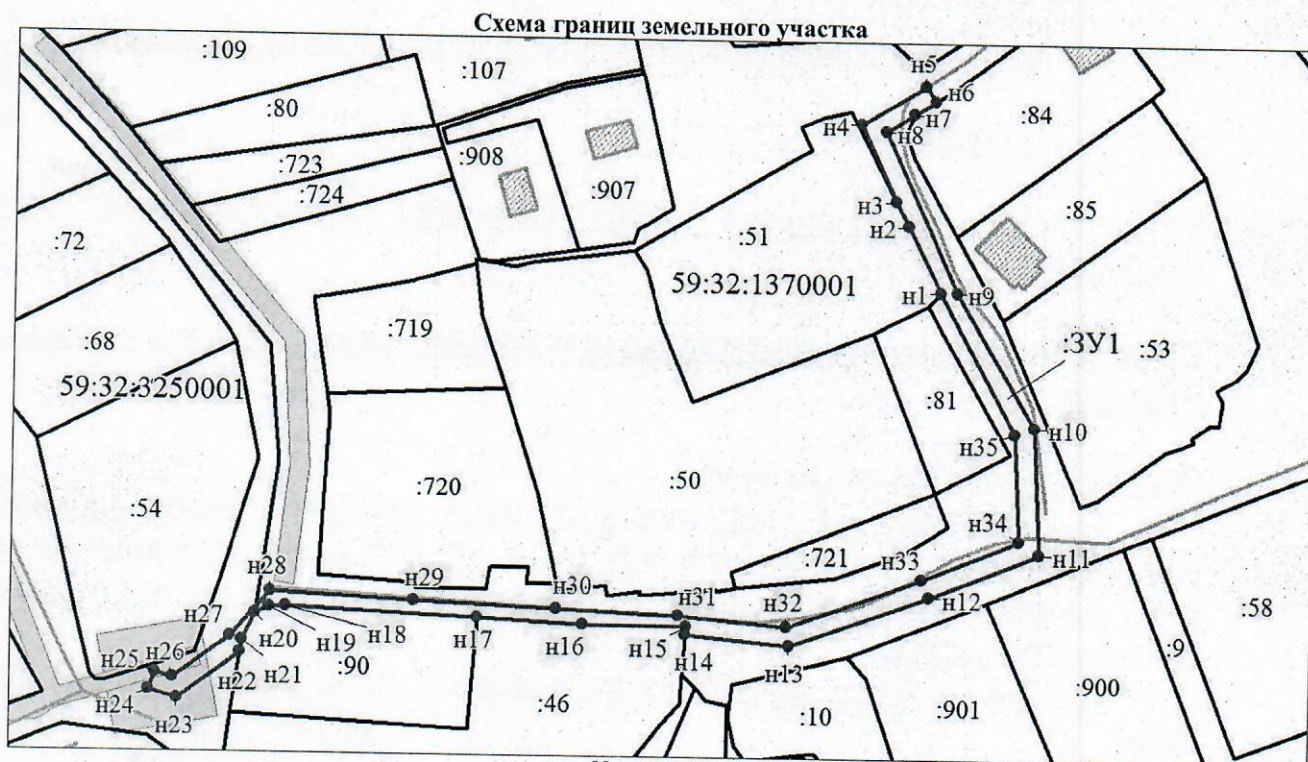 Схема границ земельного участка
:109
:107
н5
н6
:80
н7
:84
н4
н8
:723
:908
:724
:907
н3
:72
:51
н2
:85
59:32:1370001
н1
н9
:719
:ЗУ1
:53
:68
59:32:3250001
:81
н10
н35
:54
:720
:50
н34
:721
н33
н11
н28
н29
н30
н31
н32
н12
:58
н27
н20
н19
н18
н17
н16
н15
н14
н13
:9
н25
н26
н21
:90
н22
н24
н23
:46
:10
:901
:900